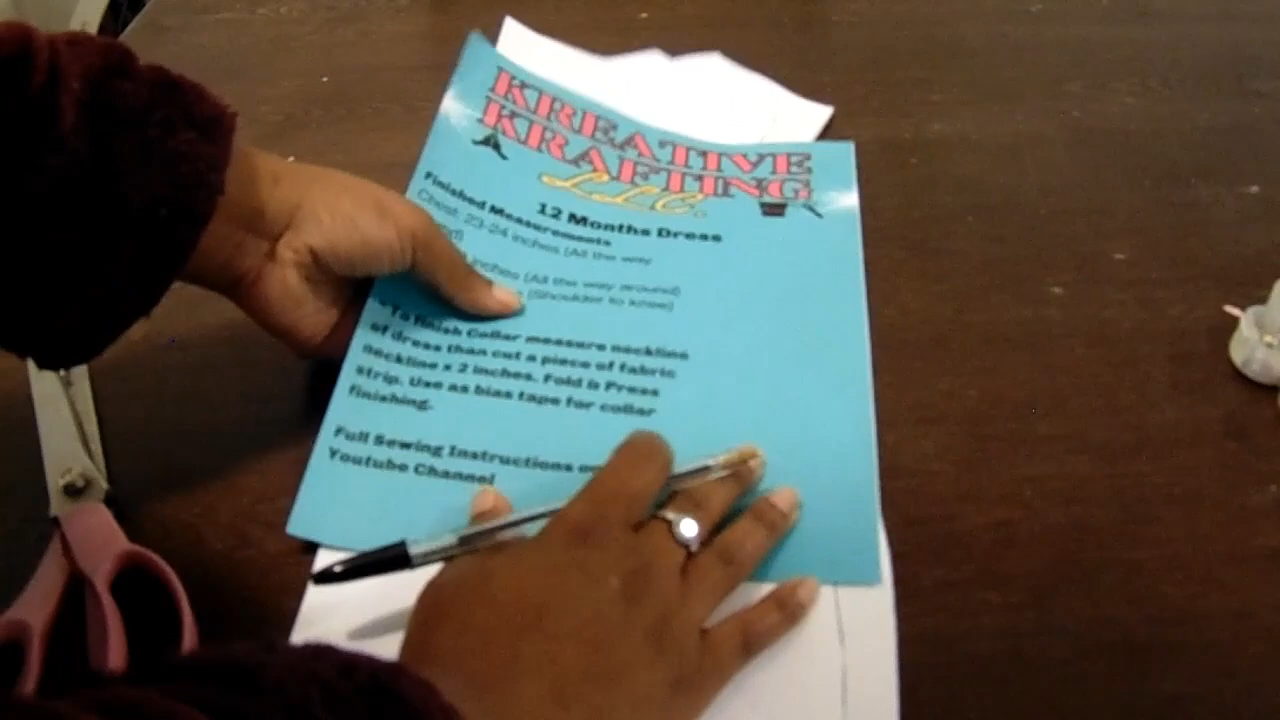 KREATIVE
KRAFTING
LLC.
12 Months Dress
Finished Measurements
Chest: 23-24 inches (All the way
inches (All the way around)
(Shoulder to knee)
To finish Collar measure neckline
of dress than cut a piece of fabric
neckline x 2 inches. Fold & Press
strip. Use as bias tape for collar
finishing.
Full Sewing Instructions
Youtube Channel